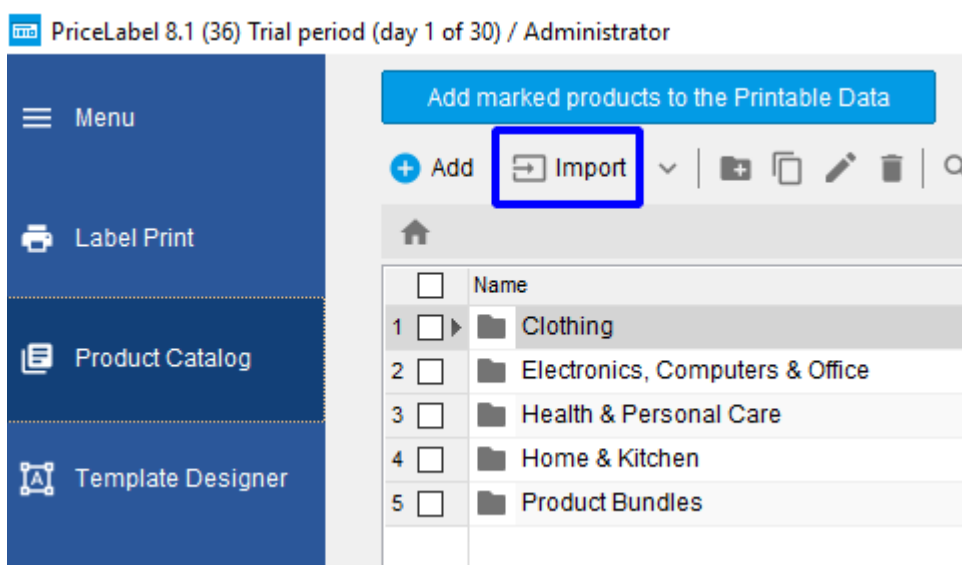 PriceLabel 8.1 (36) Trial period (day 1 of 30) / Administrator
Menu
Label Print
Product Catalog
Template Designer
Add marked products to the Printable Data
Add Import
Name
1 Clothing
2 Electronics, Computers & Office
3 Health & Personal Care
4 Home & Kitchen
5 Product Bundles